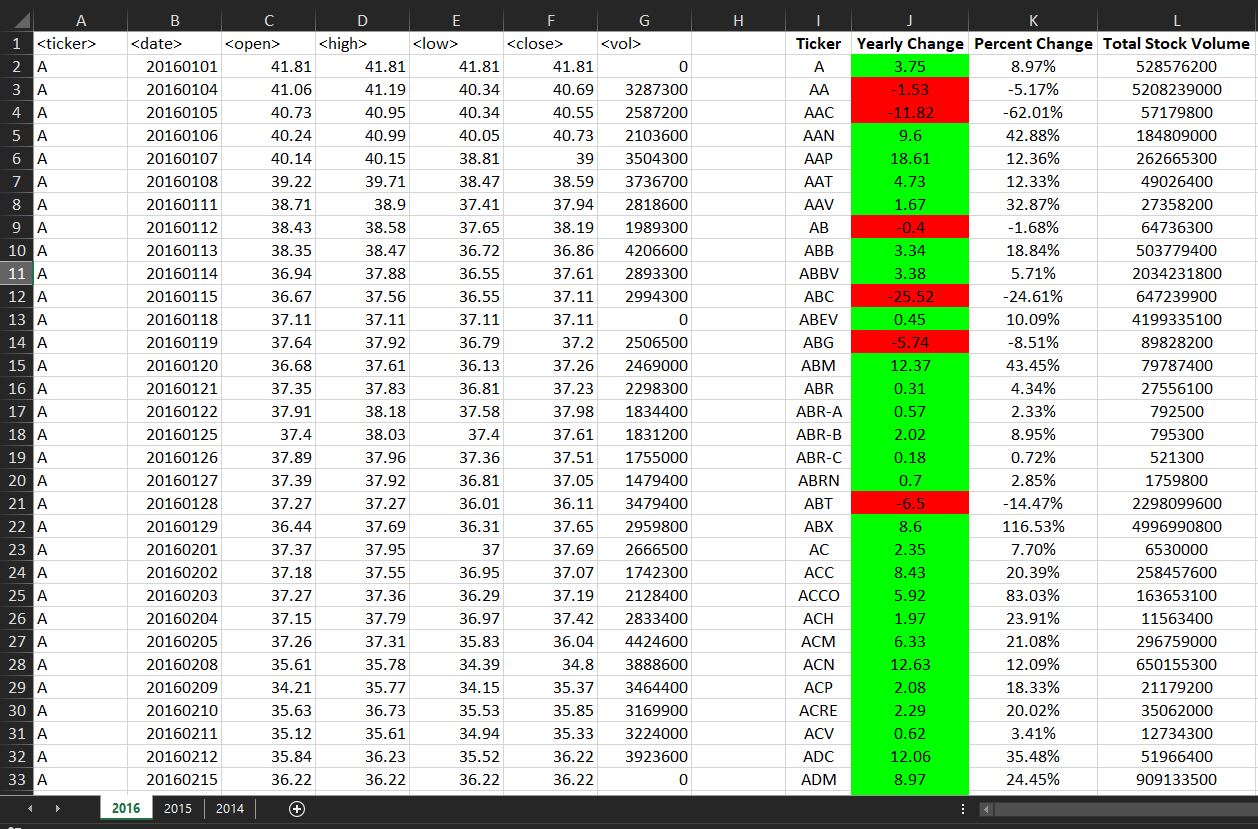 A B C D E F G H I J K L
1 <ticker> <date> <open> <high> <low> <close> <vol> Ticker Yearly Change Percent Change Total Stock Volume
2 A 20160101 41.81 41.81 41.81 41.81 0 A 3.75 8.97% 528576200
3 A 20160104 41.06 41.19 40.34 40.69 3287300 AA -1.53 -5.17% 5208239000
4 A 20160105 40.73 40.95 40.34 40.55 2587200 AAC -11.82 -62.01% 57179800
5 A 20160106 40.24 40.99 40.05 40.73 2103600 AAN 9.6 42.88% 184809000
6 A 20160107 40.14 40.15 38.81 39 3504300 AAP 18.61 12.36% 262665300
7 A 20160108 39.22 39.71 38.47 38.59 3736700 AAT 4.73 12.33% 49026400
8 A 20160111 38.71 38.9 37.41 37.94 2818600 AAV 1.67 32.87% 27358200
9 A 20160112 38.43 38.58 37.65 38.19 1989300 AB -0.4 -1.68% 64736300
10 A 20160113 38.35 38.47 36.72 36.86 4206600 ABB 3.34 18.84% 503779400
11 A 20160114 36.94 37.88 36.55 37.61 2893300 ABBV 3.38 5.71% 2034231800
12 A 20160115 36.67 37.56 36.55 37.11 2994300 ABC -25.52 -24.61% 647239900
13 A 20160118 37.11 37.11 37.11 37.11 0 ABEV 0.45 10.09% 4199335100
14 A 20160119 37.64 37.92 36.79 37.2 2506500 ABG -5.74 -8.51% 89828200
15 A 20160120 36.68 37.61 36.13 37.26 2469000 ABM 12.37 43.45% 79787400
16 A 20160121 37.35 37.83 36.81 37.23 2298300 ABR 0.31 4.34% 27556100
17 A 20160122 37.91 38.18 37.58 37.98 1834400 ABR-A 0.57 2.33% 792500
18 A 20160125 37.4 38.03 37.4 37.61 1831200 ABR-B 2.02 8.95% 795300
19 A 20160126 37.89 37.96 37.36 37.51 1755000 ABR-C 0.18 0.72% 521300
20 A 20160127 37.39 37.92 36.81 37.05 1479400 ABRN 0.7 2.85% 1759800
21 A 20160128 37.27 37.27 36.01 36.11 3479400 ABT -6.5 -14.47% 2298099600
22 A 20160129 36.44 37.69 36.31 37.65 2959800 ABX 8.6 116.53% 4996990800
23 A 20160201 37.37 37.95 37 37.69 2666500 AC 2.35 7.70% 6530000
24 A 20160202 37.18 37.55 36.95 37.07 1742300 ACC 8.43 20.39% 258457600
25 A 20160203 37.27 37.36 36.29 37.19 2128400 ACCO 5.92 83.03% 163653100
26 A 20160204 37.15 37.79 36.97 37.42 2833400 ACH 1.97 23.91% 11563400
27 A 20160205 37.26 37.31 35.83 36.04 4424600 ACM 6.33 21.08% 296759000
28 A 20160208 35.61 35.78 34.39 34.8 3888600 ACN 12.63 12.09% 650155300
29 A 20160209 34.21 35.77 34.15 35.37 3464400 ACP 2.08 18.33% 21179200
30 A 20160210 35.63 36.73 35.53 35.85 3169900 ACRE 2.29 20.02% 35062000
31 A 20160211 35.12 35.61 34.94 35.33 3224000 ACV 0.62 3.41% 12734300
32 A 20160212 35.84 36.23 35.52 36.22 3923600 ADC 12.06 35.48% 51966400
33 A 20160215 36.22 36.22 36.22 36.22 0 ADM 8.97 24.45% 909133500
2016 2015 2014